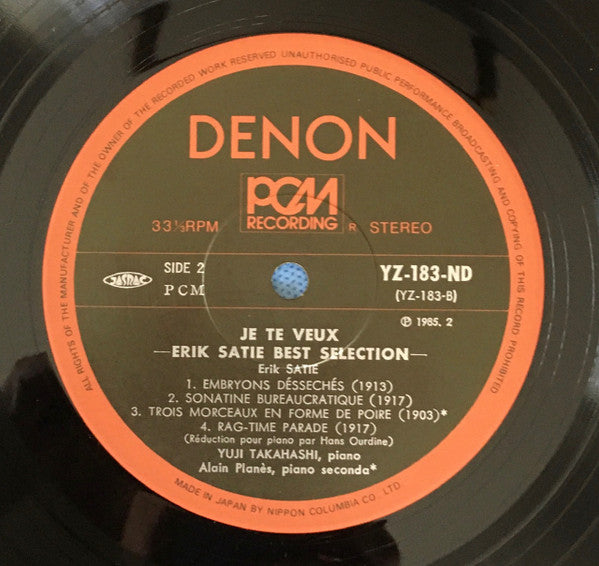 ALL RIGHTS OF THE MANUFACTURER AND OF THE OWNER OF THE RECORDED WORK RESERVED UNAUTHORISED PUBLIC PERFORMANCE BROADCASTING AND COPYING OF THIS RECORD PROHIBITED
DENON
PCM
RECORDING R
33⅓RPM STEREO
JASRAC
SIDE 2
PCM
YZ-183-ND
(YZ-183-B)
℗ 1985. 2
JE TE VEUX
—ERIK SATIE BEST SELECTION—
Erik SATIE
1. EMBRYONS DÉSSECHÉS (1913)
2. SONATINE BUREAUCRATIQUE (1917)
3. TROIS MORCEAUX EN FORME DE POIRE (1903)*
4. RAG-TIME PARADE (1917)
(Réduction pour piano par Hans Ourdine)
YUJI TAKAHASHI, piano
Alain Planès, piano seconda*
MADE IN JAPAN BY NIPPON COLUMBIA CO., LTD.